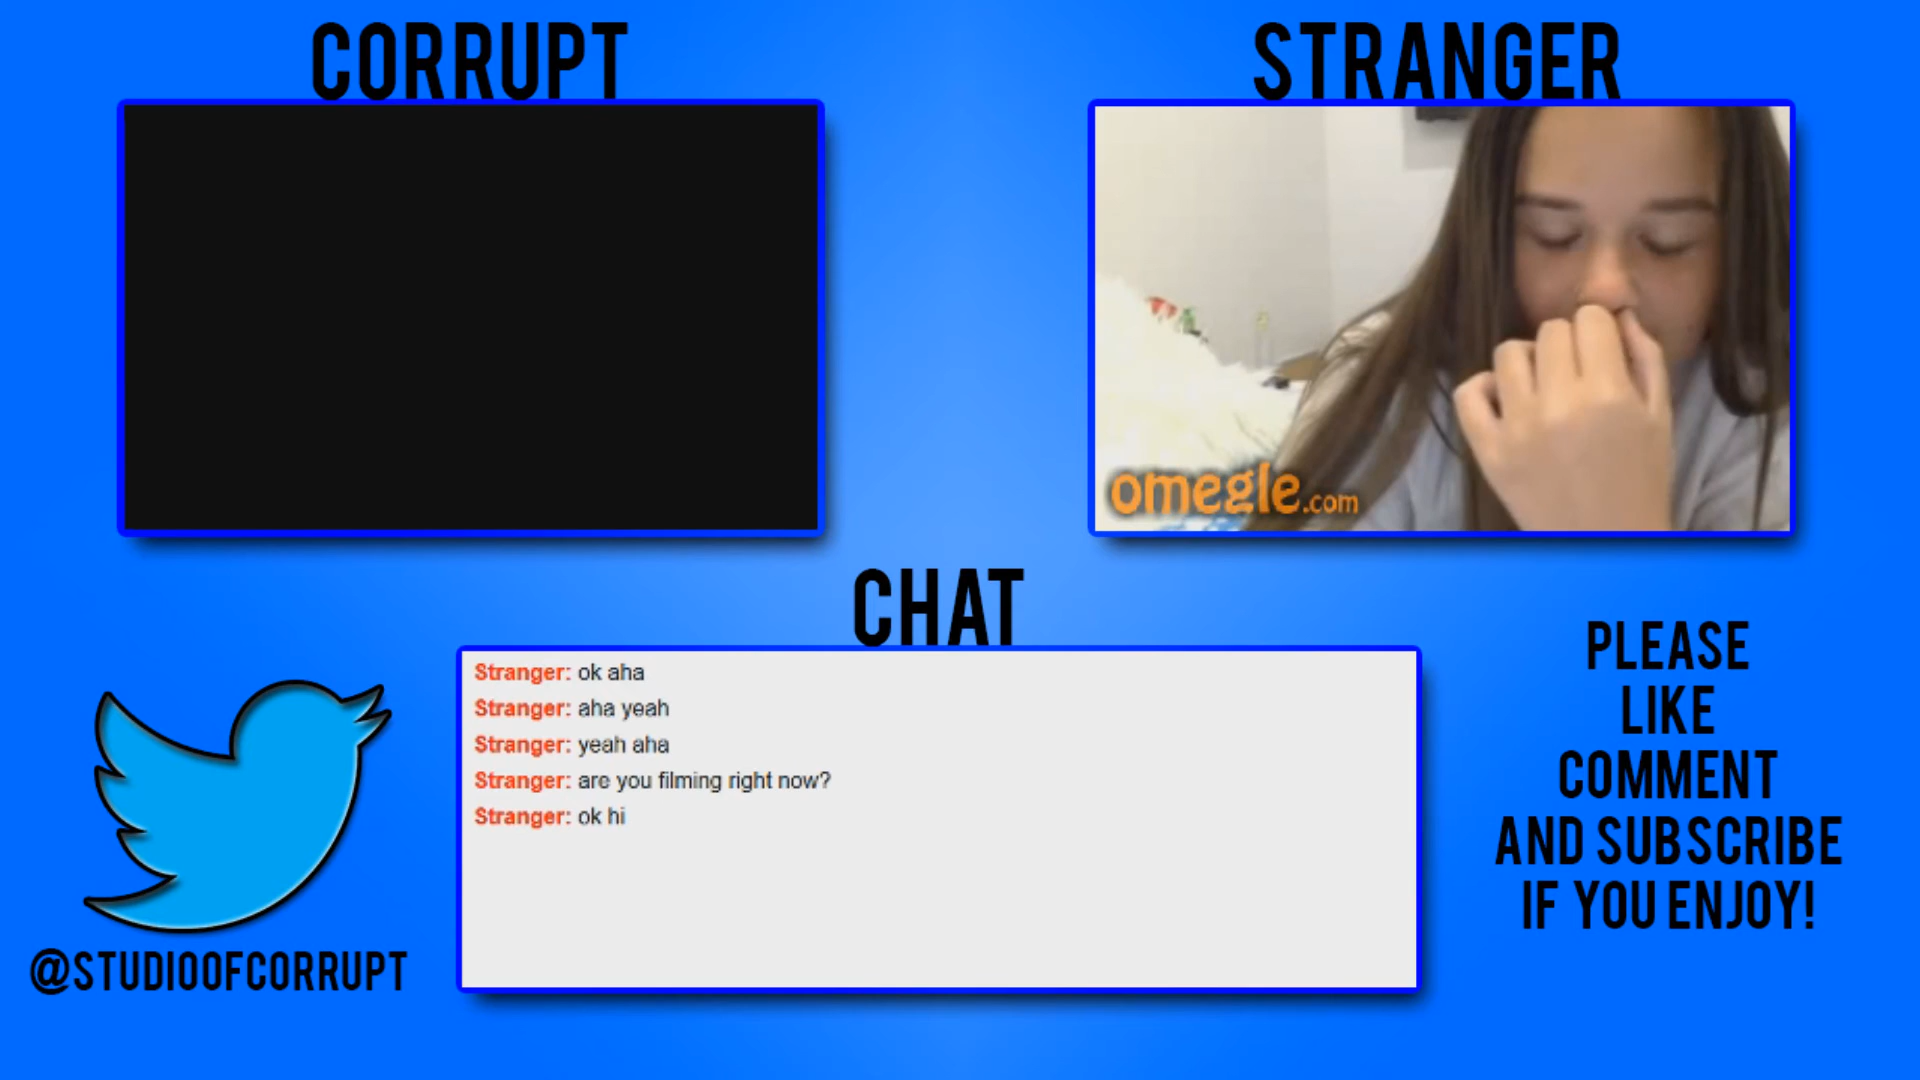 CORRUPT
STRANGER
omegle.com
CHAT
Stranger: ok aha
Stranger: aha yeah
Stranger: yeah aha
Stranger: are you filming right now?
Stranger: ok hi
PLEASE
LIKE
COMMENT
AND SUBSCRIBE
IF YOU ENJOY!
@STUDIOOFCORRUPT